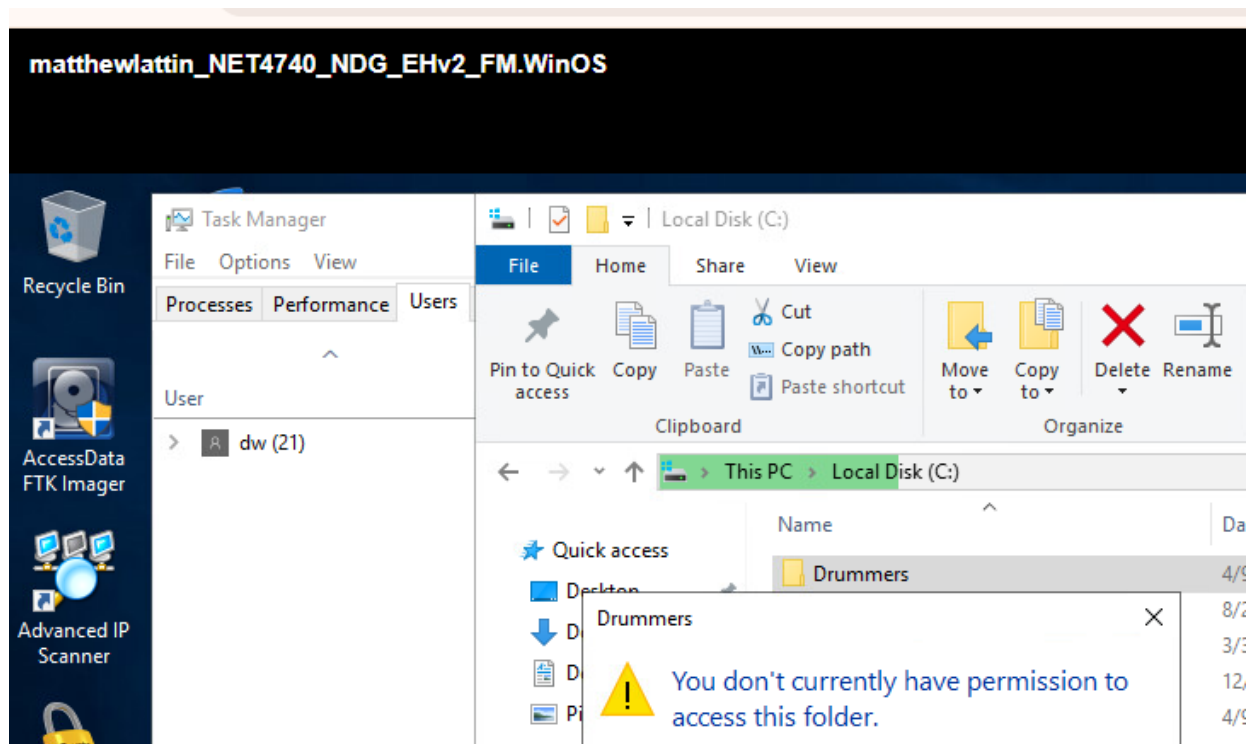 matthewlattin_NET4740_NDG_EHv2_FM.WinOS
Recycle Bin
AccessData
FTK Imager
Advanced IP
Scanner
Task Manager
File Options View
Processes Performance Users
User
dw (21)
Local Disk (C:)
File Home Share View
Pin to Quick
access
Copy
Paste
Cut
Copy path
Paste shortcut
Clipboard
Move
to
Copy
to
Delete
Rename
Organize
This PC > Local Disk (C:)
Name
Quick access
Desktop
Drummers
Drummers
You don't currently have permission to
access this folder.